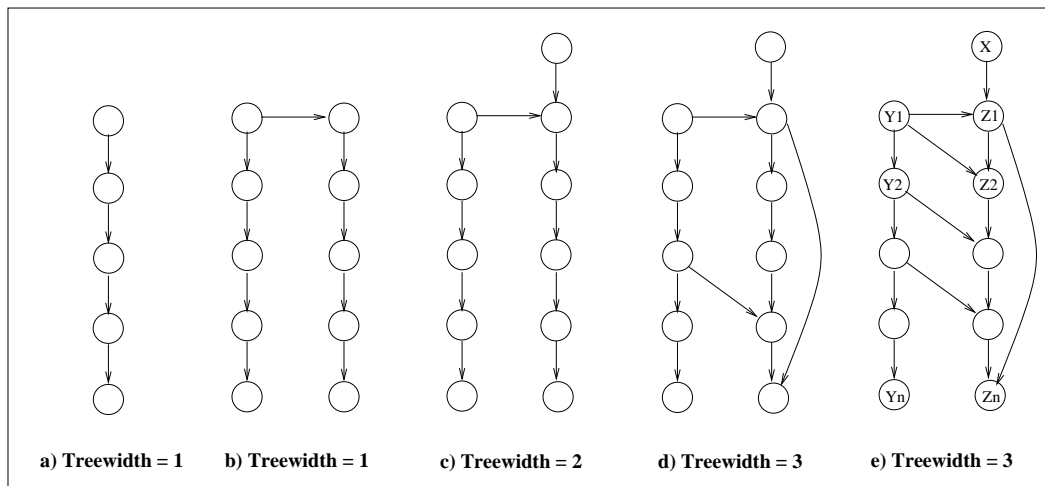 X
Y1
Z1
Y2
Z2
Yn
Zn
a) Treewidth = 1
b) Treewidth = 1
c) Treewidth = 2
d) Treewidth = 3
e) Treewidth = 3